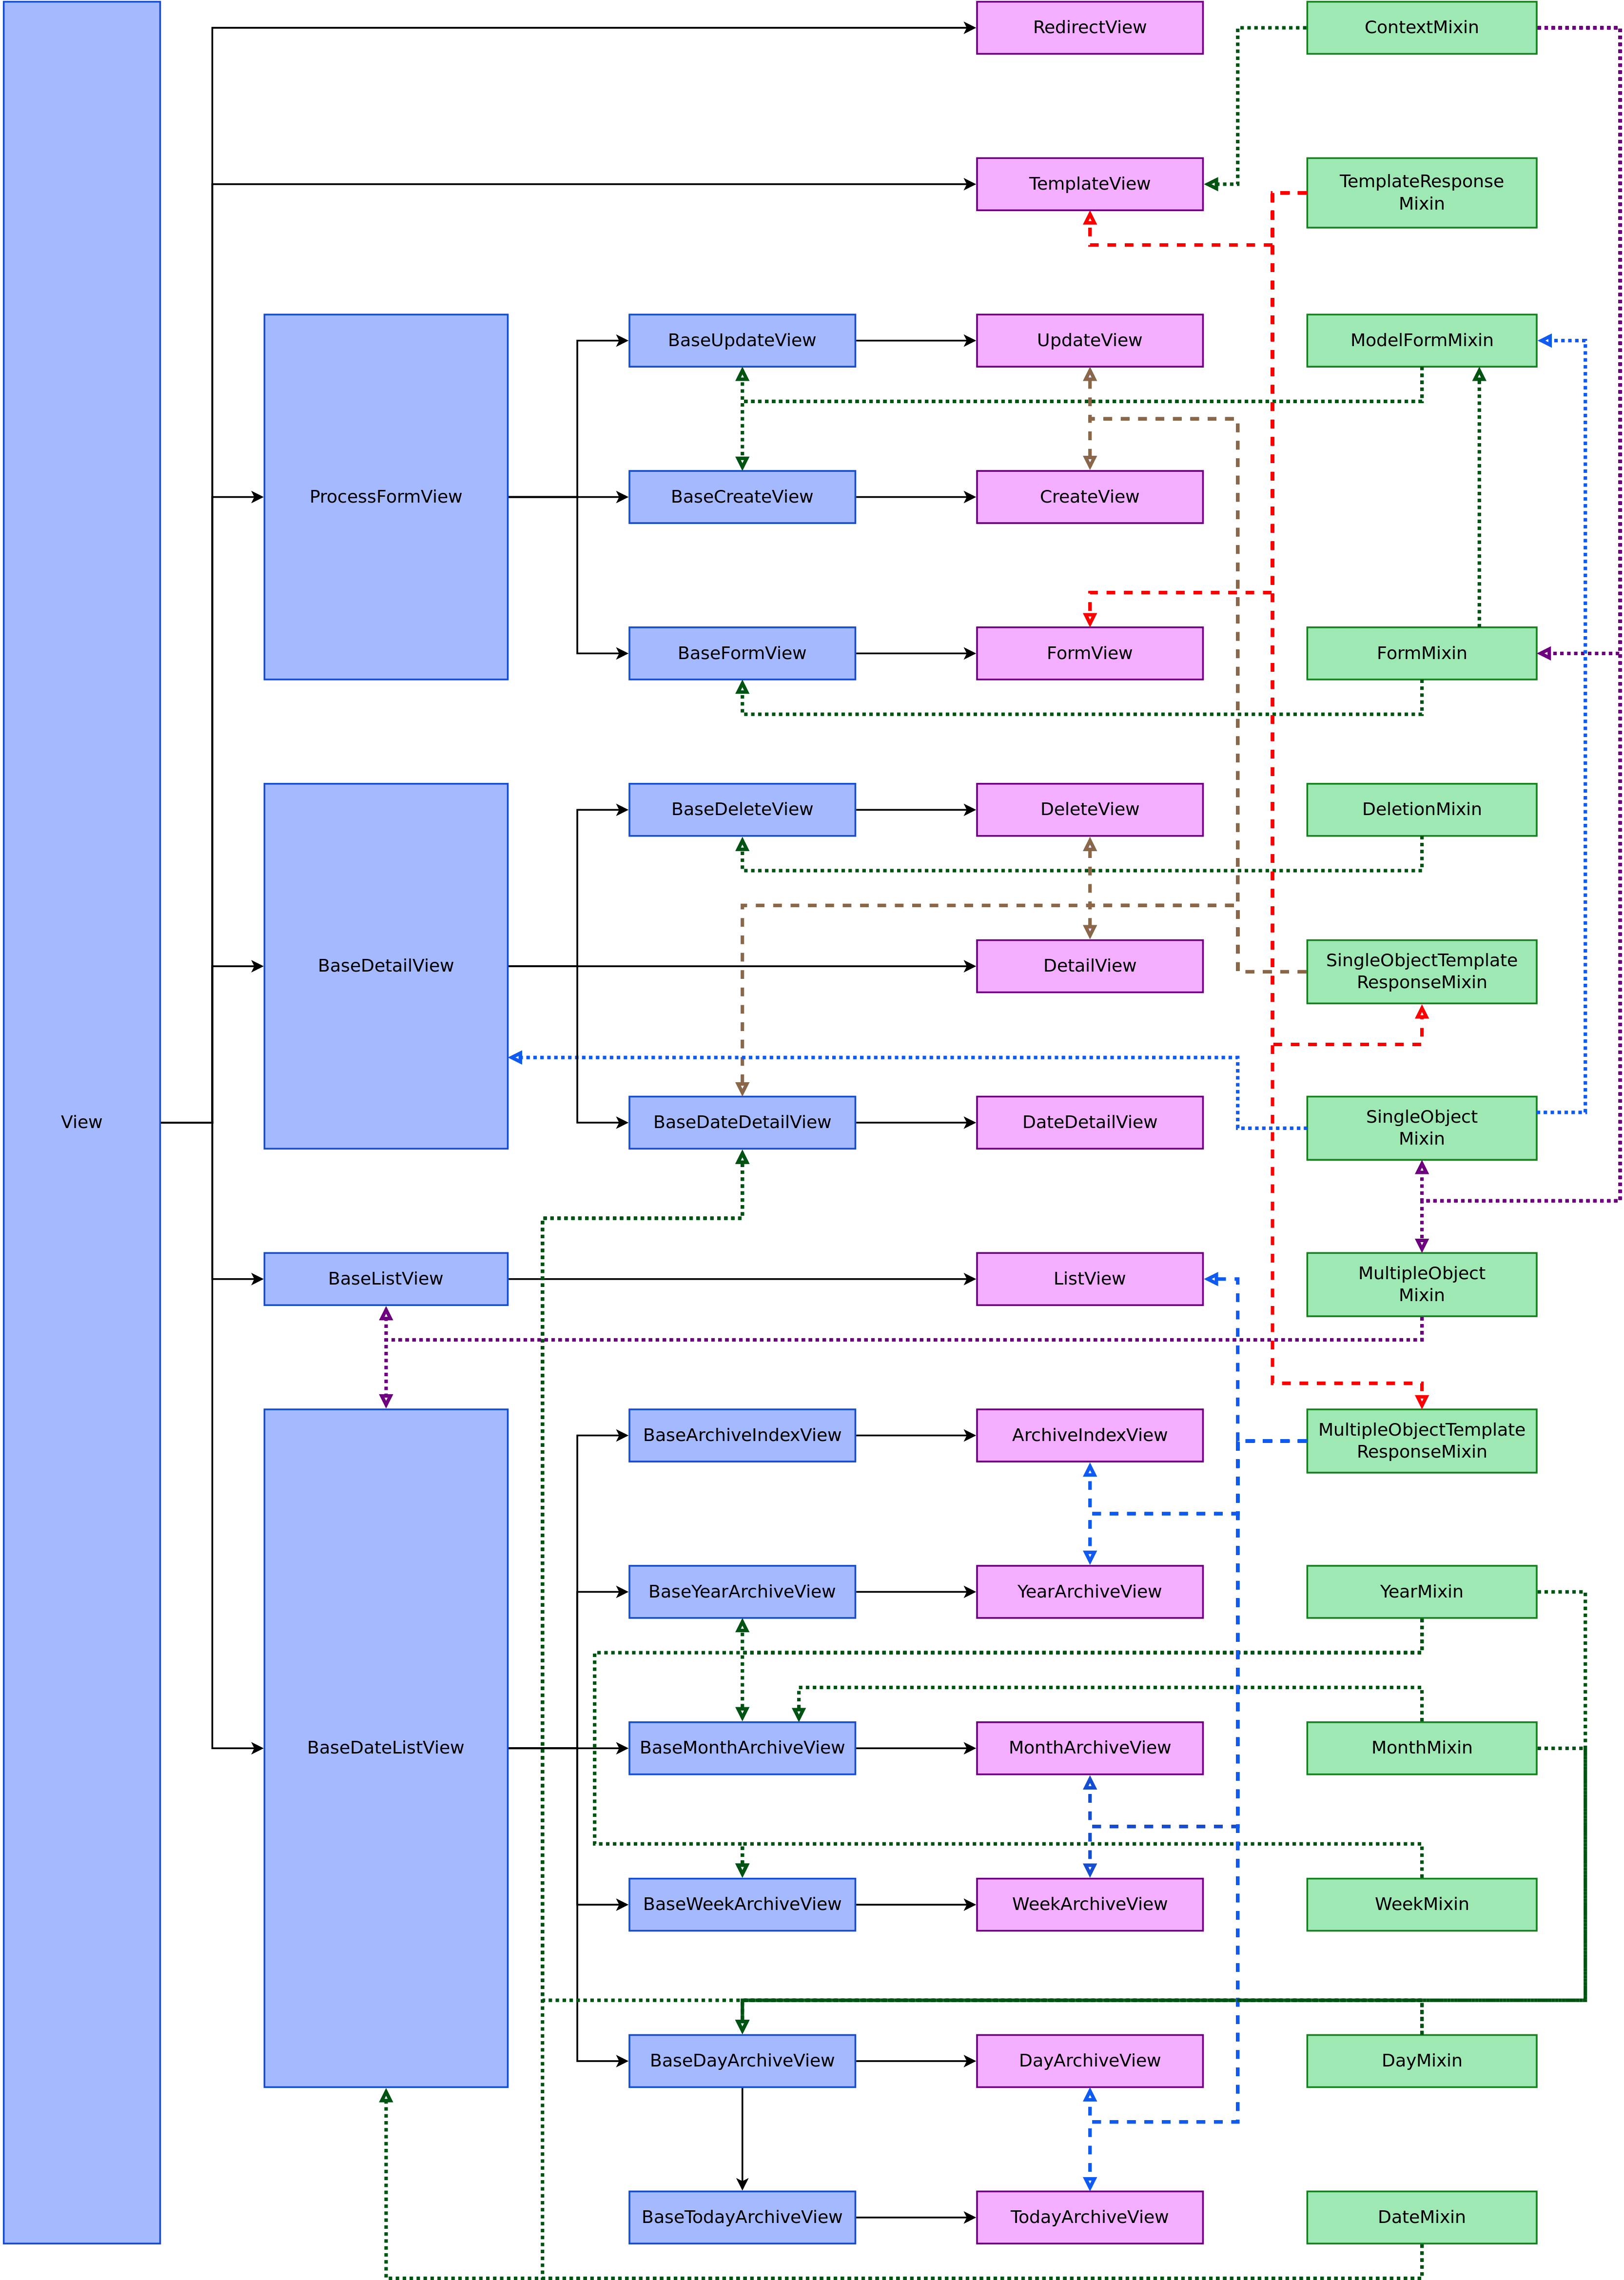 RedirectView
ContextMixin
TemplateView
TemplateResponse
Mixin
BaseUpdateView
UpdateView
ModelFormMixin
ProcessFormView
BaseCreateView
CreateView
BaseFormView
FormView
FormMixin
BaseDeleteView
DeleteView
DeletionMixin
BaseDetailView
DetailView
SingleObjectTemplate
ResponseMixin
View
BaseDateDetailView
DateDetailView
SingleObject
Mixin
BaseListView
ListView
MultipleObject
Mixin
BaseArchiveIndexView
ArchiveIndexView
MultipleObjectTemplate
ResponseMixin
BaseYearArchiveView
YearArchiveView
YearMixin
BaseDateListView
BaseMonthArchiveView
MonthArchiveView
MonthMixin
BaseWeekArchiveView
WeekArchiveView
WeekMixin
BaseDayArchiveView
DayArchiveView
DayMixin
BaseTodayArchiveView
TodayArchiveView
DateMixin